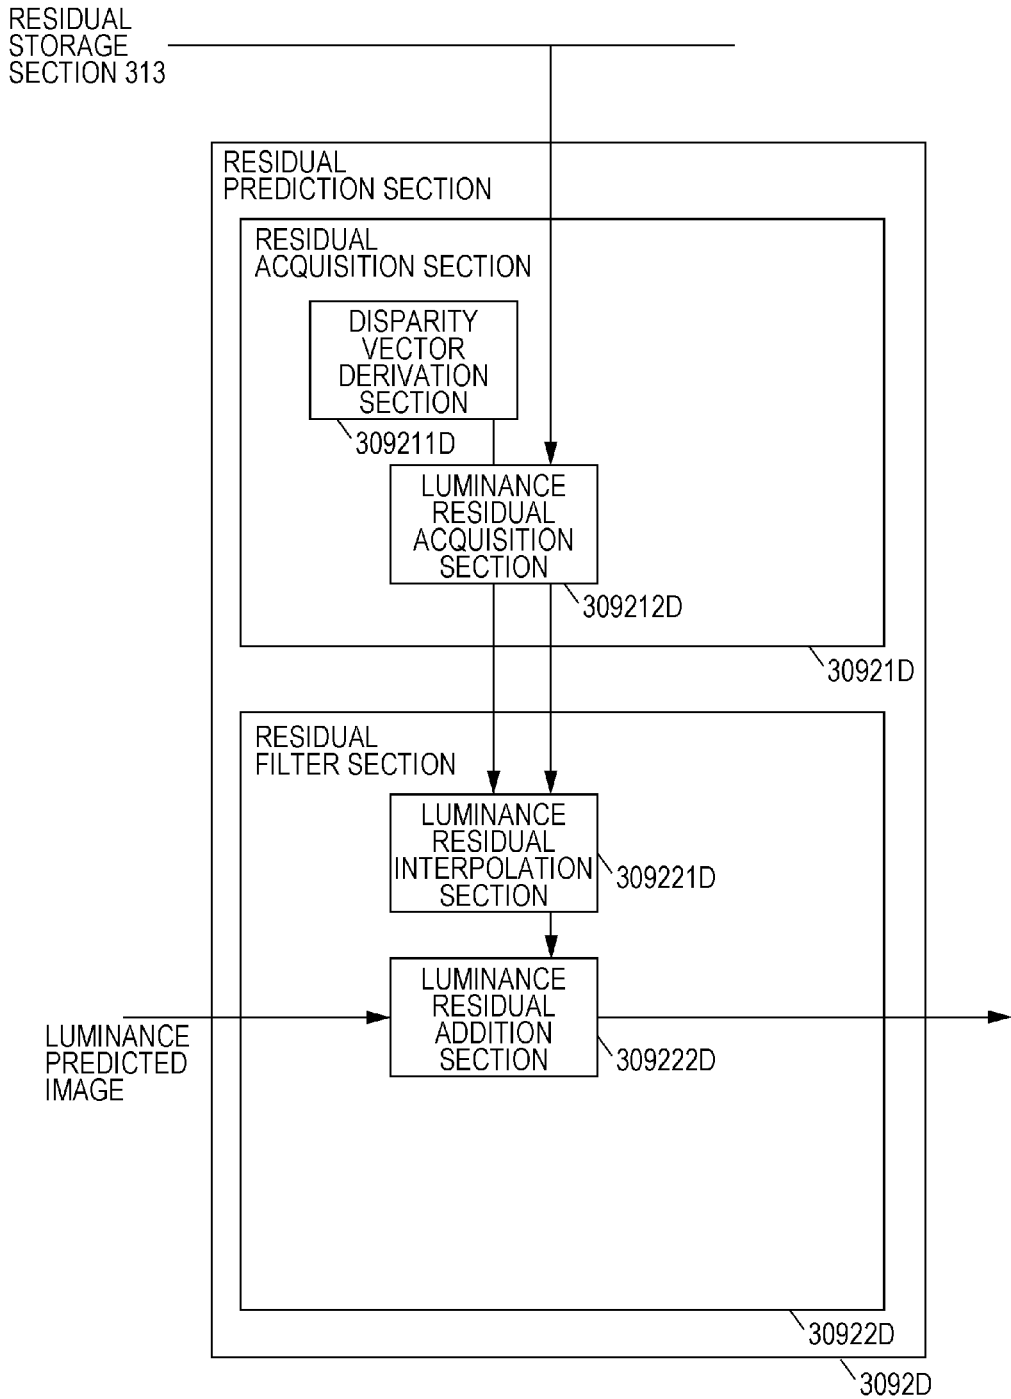 RESIDUAL
STORAGE
SECTION 313
RESIDUAL
PREDICTION SECTION
RESIDUAL
ACQUISITION SECTION
DISPARITY
VECTOR
DERIVATION
SECTION
309211D
LUMINANCE
RESIDUAL
ACQUISITION
SECTION
309212D
30921D
RESIDUAL
FILTER SECTION
LUMINANCE
RESIDUAL
INTERPOLATION
SECTION
309221D
LUMINANCE
RESIDUAL
ADDITION
SECTION
309222D
LUMINANCE
PREDICTED
IMAGE
30922D
3092D